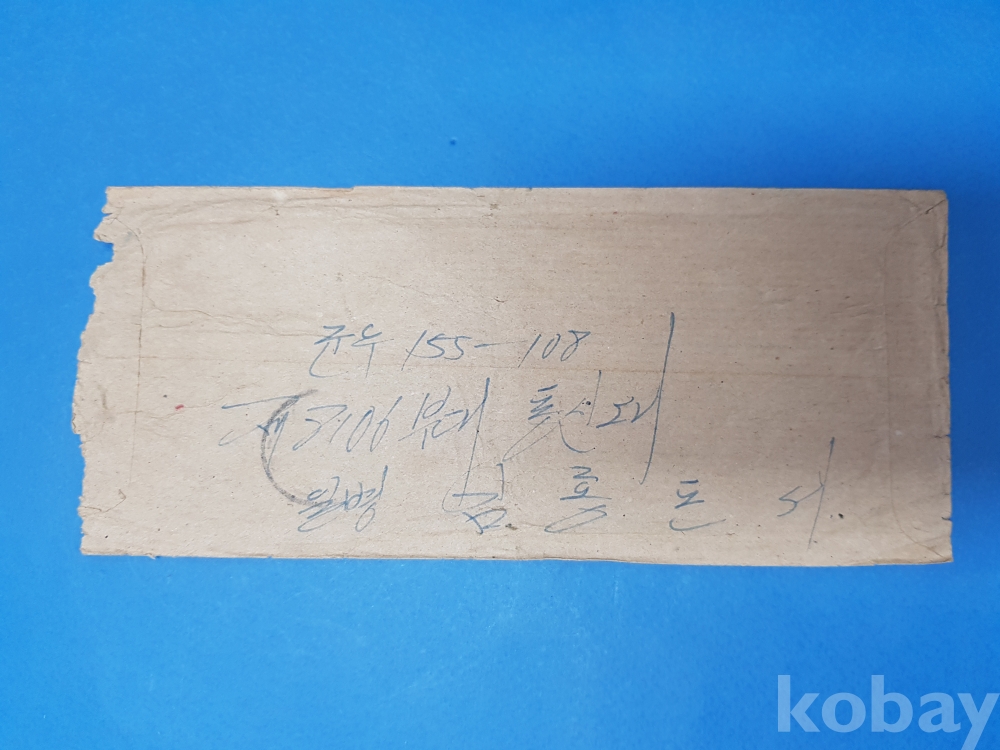 군우 155-108
제3106부대 통신대
일병 김홍돈
kobay